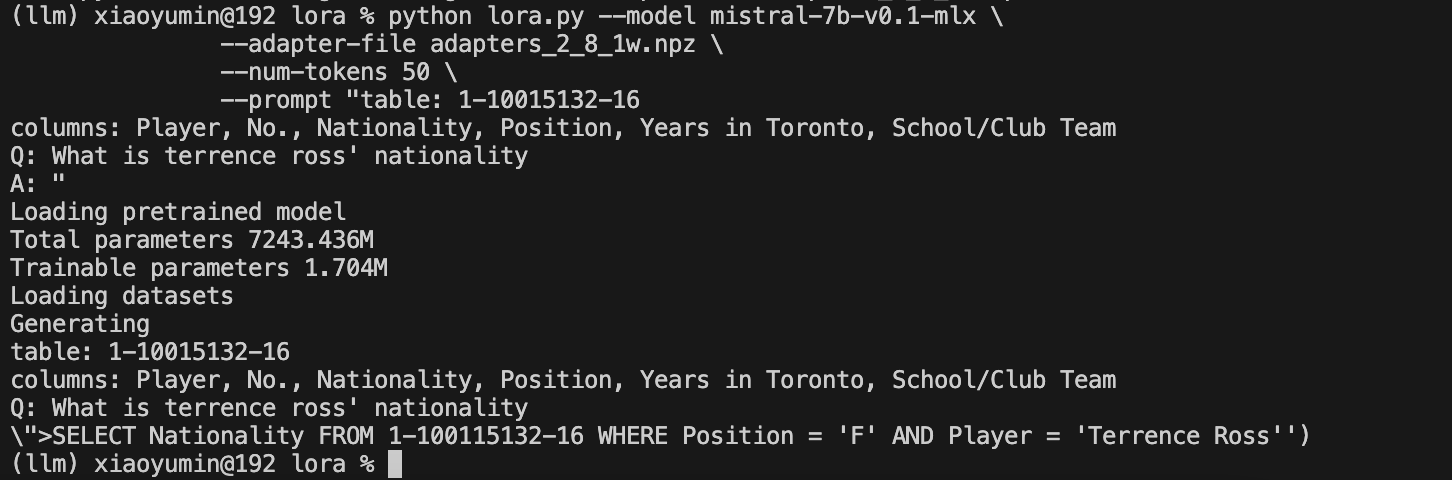 (llm) xiaoyumin@192 lora % python lora.py --model mistral-7b-v0.1-mlx \
--adapter-file adapters_2_8_1w.npz \
--num-tokens 50 \
--prompt "table: 1-10015132-16
columns: Player, No., Nationality, Position, Years in Toronto, School/Club Team
Q: What is terrence ross' nationality
A: "
Loading pretrained model
Total parameters 7243.436M
Trainable parameters 1.704M
Loading datasets
Generating
table: 1-10015132-16
columns: Player, No., Nationality, Position, Years in Toronto, School/Club Team
Q: What is terrence ross' nationality
\">SELECT Nationality FROM 1-100115132-16 WHERE Position = 'F' AND Player = 'Terrence Ross'')
(llm) xiaoyumin@192 lora %